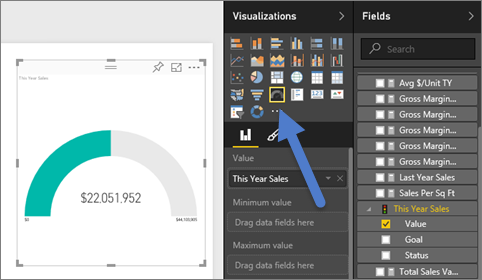 Visualizations
Fields
This Year Sales
$22,051,952
$0
$44,103,905
Value
This Year Sales
Minimum value
Drag data fields here
Maximum value
Drag data fields here
Search
Avg $/Unit TY
Gross Margin...
Gross Margin...
Gross Margin...
Gross Margin...
Gross Margin...
Last Year Sales
Sales Per Sq Ft
This Year Sales
Value
Goal
Status
Total Sales Va...